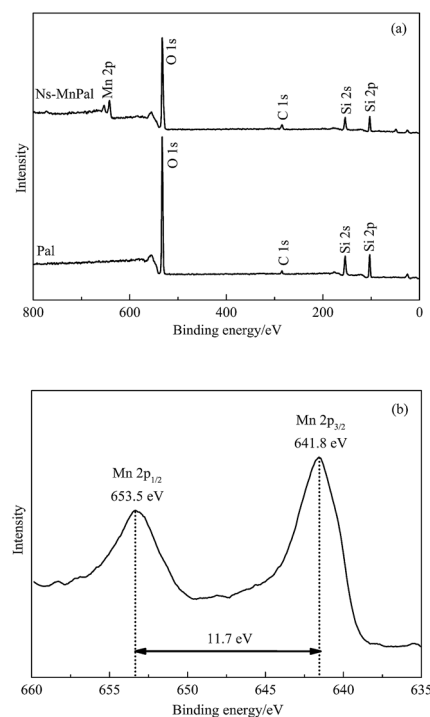 (a)
Ns-MnPal
Mn 2p
O 1s
C 1s
Si 2s
Si 2p
Pal
O 1s
C 1s
Si 2s
Si 2p
Intensity
800 600 400 200 0
Binding energy/eV
(b)
Mn 2p3/2
641.8 eV
Mn 2p1/2
653.5 eV
Intensity
11.7 eV
660 655 650 645 640 635
Binding energy/eV